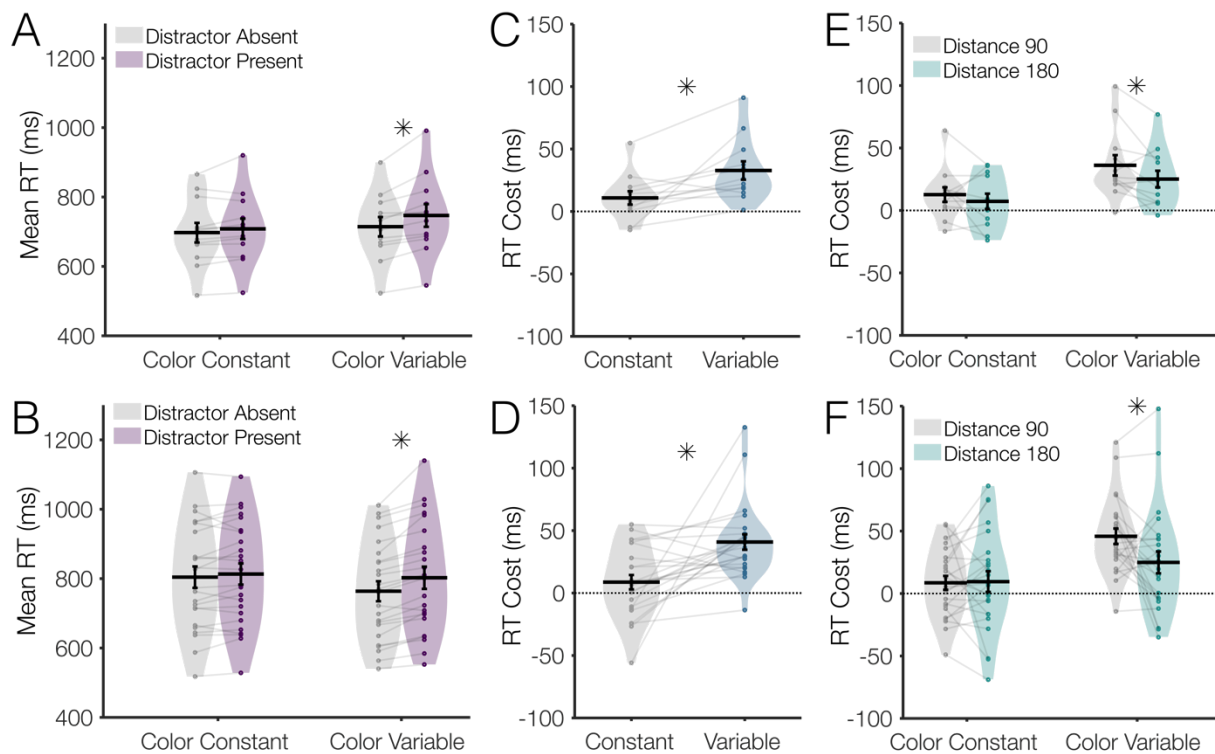 A
Distractor Absent
Distractor Present
Mean RT (ms)
1200
1000
800
600
400
Color Constant
Color Variable
C
RT Cost (ms)
150
100
50
0
-50
-100
Constant
Variable
E
Distance 90
Distance 180
RT Cost (ms)
150
100
50
0
-50
-100
Color Constant
Color Variable
B
Distractor Absent
Distractor Present
Mean RT (ms)
1200
1000
800
600
400
Color Constant
Color Variable
D
RT Cost (ms)
150
100
50
0
-50
-100
Constant
Variable
F
Distance 90
Distance 180
RT Cost (ms)
150
100
50
0
-50
-100
Color Constant
Color Variable